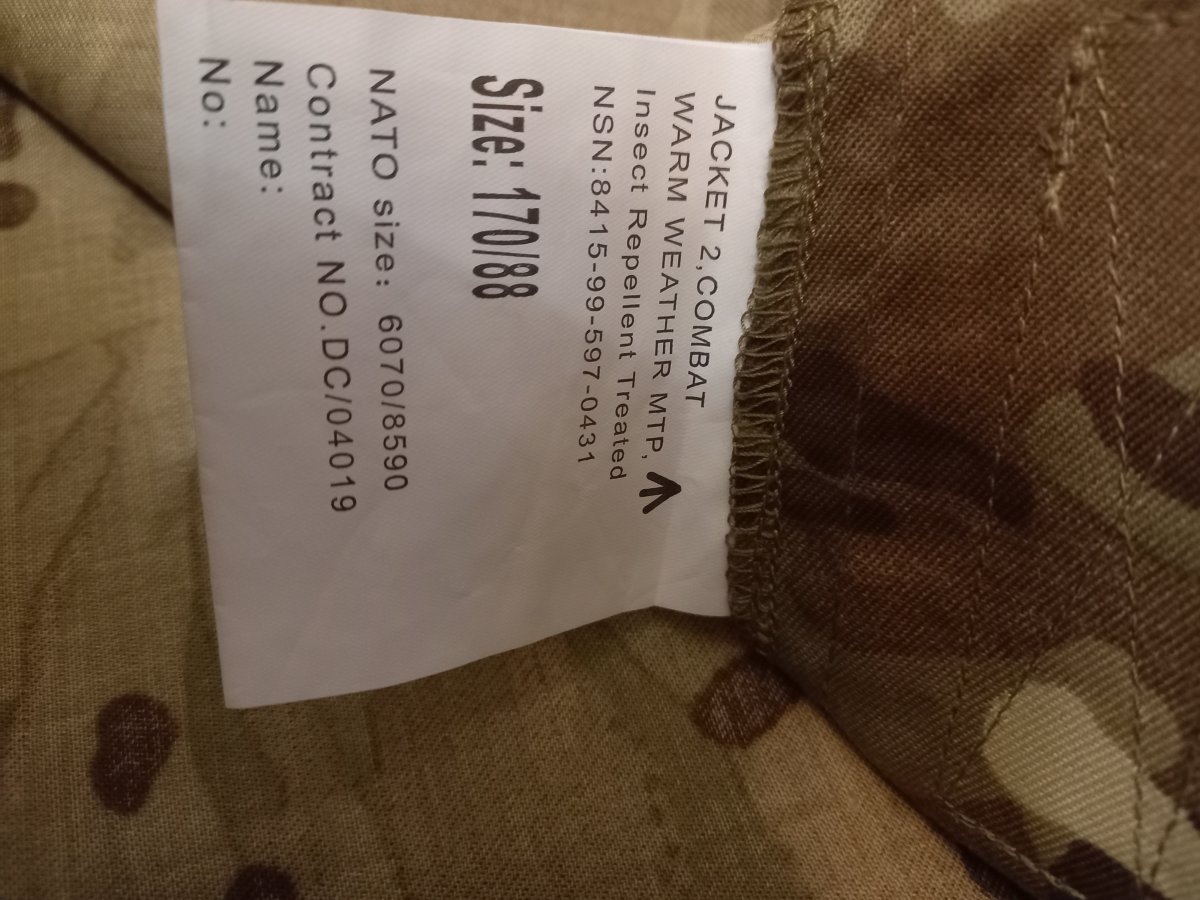 JACKET 2,COMBAT
WARM WEATHER MTP,
Insect Repellent Treated
NSN:8415-99-597-0431
Size: 170/88
NATO size: 6070/8590
Contract NO.DC/04019
Name:
No: